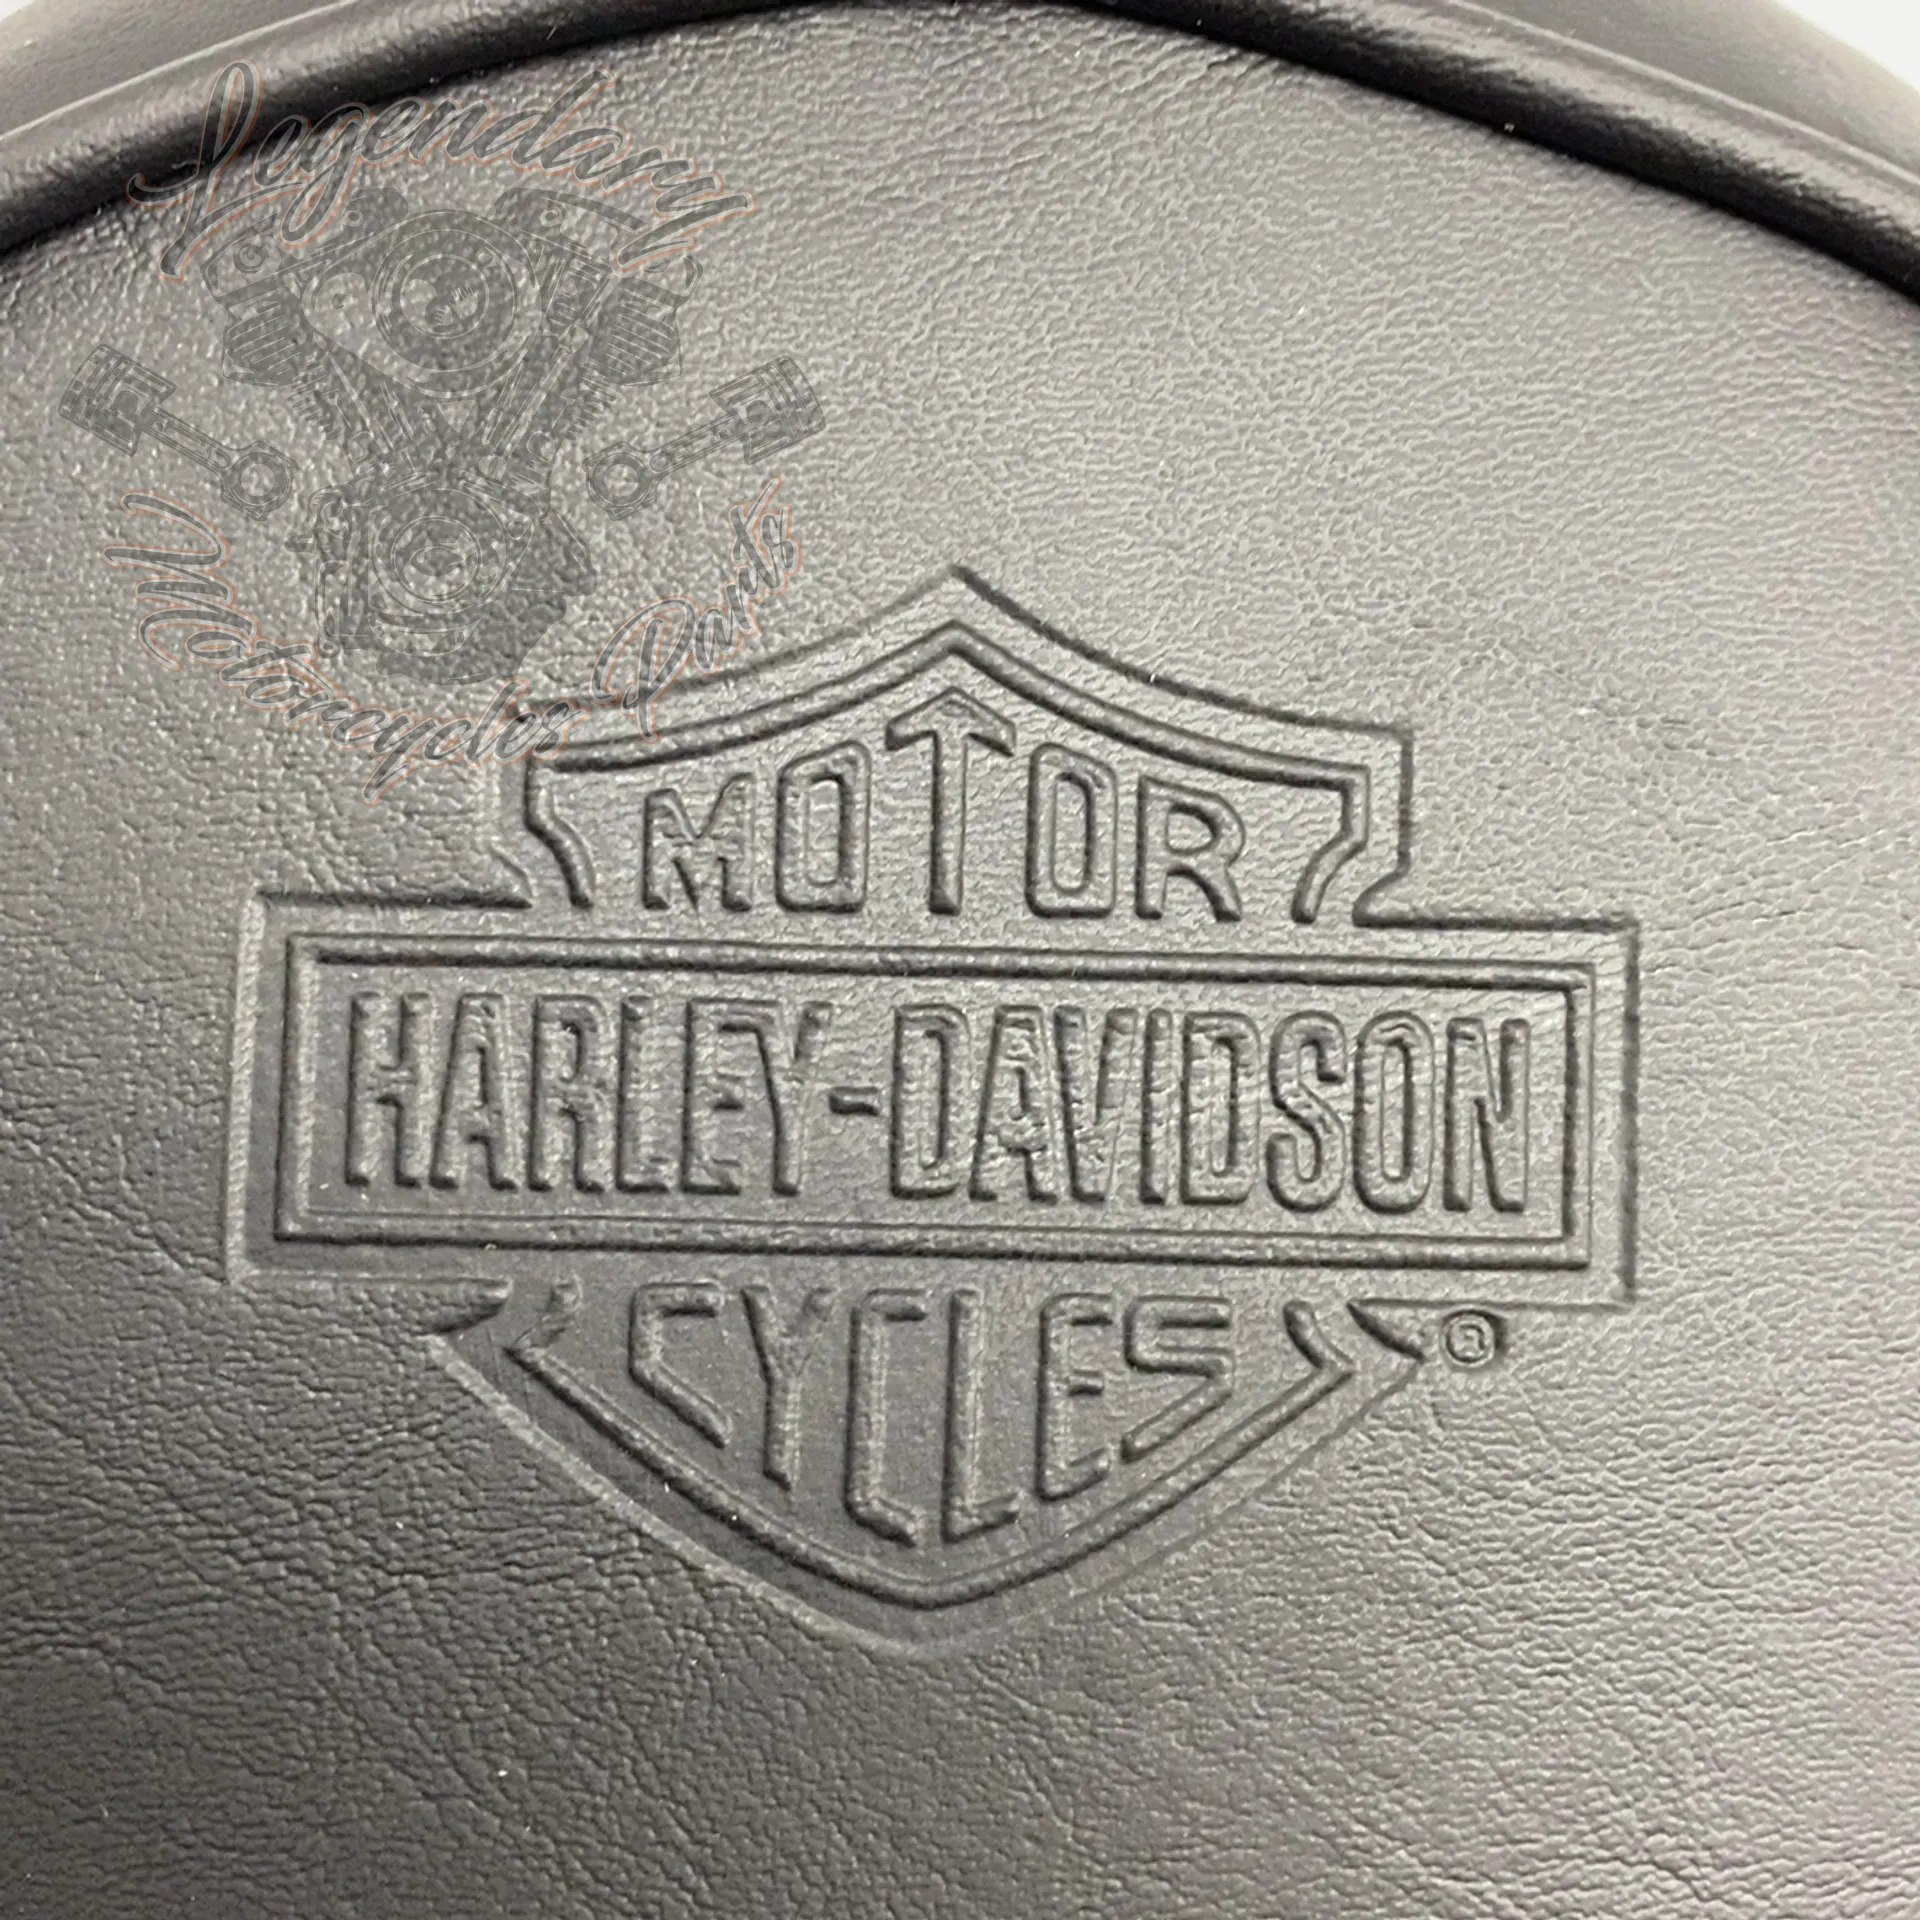 Legendary
Motorcycles Parts
MOTOR
HARLEY-DAVIDSON
CYCLES
®